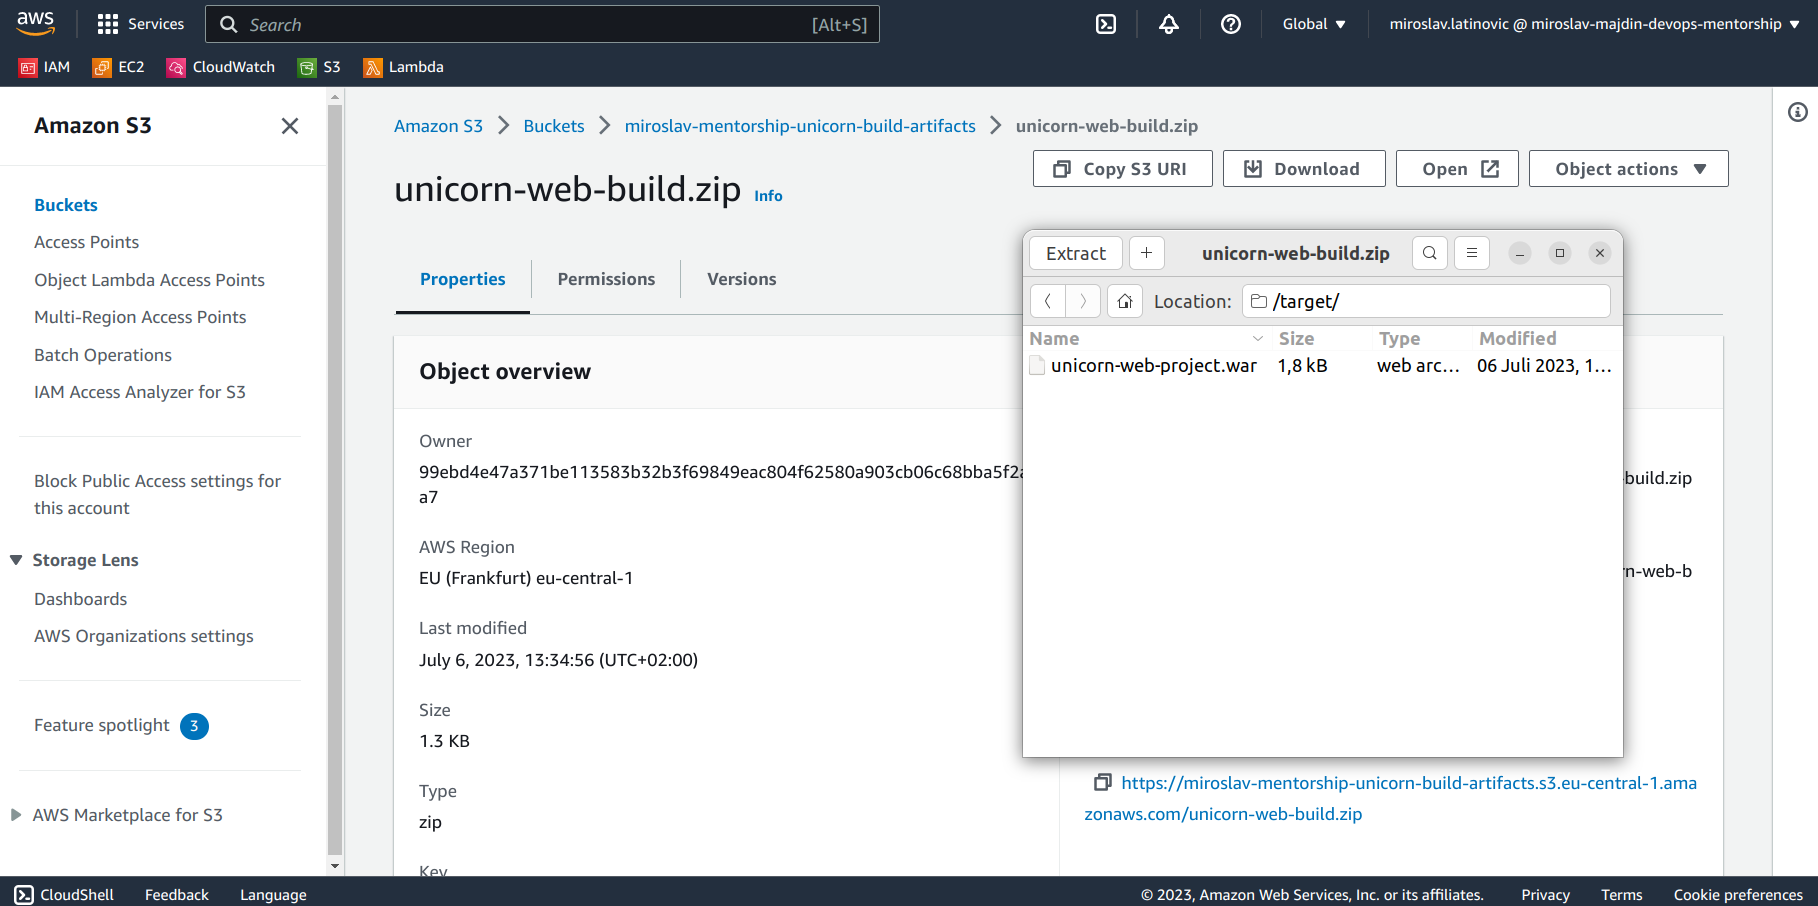 aws
Services
Search
[Alt+S]
Global
miroslav.latinovic @ miroslav-majdin-devops-mentorship
IAM
EC2
CloudWatch
S3
Lambda
Amazon S3
Buckets
Access Points
Object Lambda Access Points
Multi-Region Access Points
Batch Operations
IAM Access Analyzer for S3
Block Public Access settings for
this account
Storage Lens
Dashboards
AWS Organizations settings
Feature spotlight 3
AWS Marketplace for S3
Amazon S3 > Buckets > miroslav-mentorship-unicorn-build-artifacts > unicorn-web-build.zip
unicorn-web-build.zip Info
Copy S3 URI
Download
Open
Object actions
Properties
Permissions
Versions
Object overview
Owner
99ebd4e47a371be113583b32b3f69849eac804f62580a903cb06c68bba5f2a
a7
AWS Region
EU (Frankfurt) eu-central-1
Last modified
July 6, 2023, 13:34:56 (UTC+02:00)
Size
1.3 KB
Type
zip
Key
Extract
unicorn-web-build.zip
Location: /target/
Name Size Type Modified
unicorn-web-project.war 1,8 kB web arc... 06 Juli 2023, 1...
build.zip
rn-web-b
https://miroslav-mentorship-unicorn-build-artifacts.s3.eu-central-1.ama
zonaws.com/unicorn-web-build.zip
CloudShell
Feedback
Language
© 2023, Amazon Web Services, Inc. or its affiliates.
Privacy
Terms
Cookie preferences